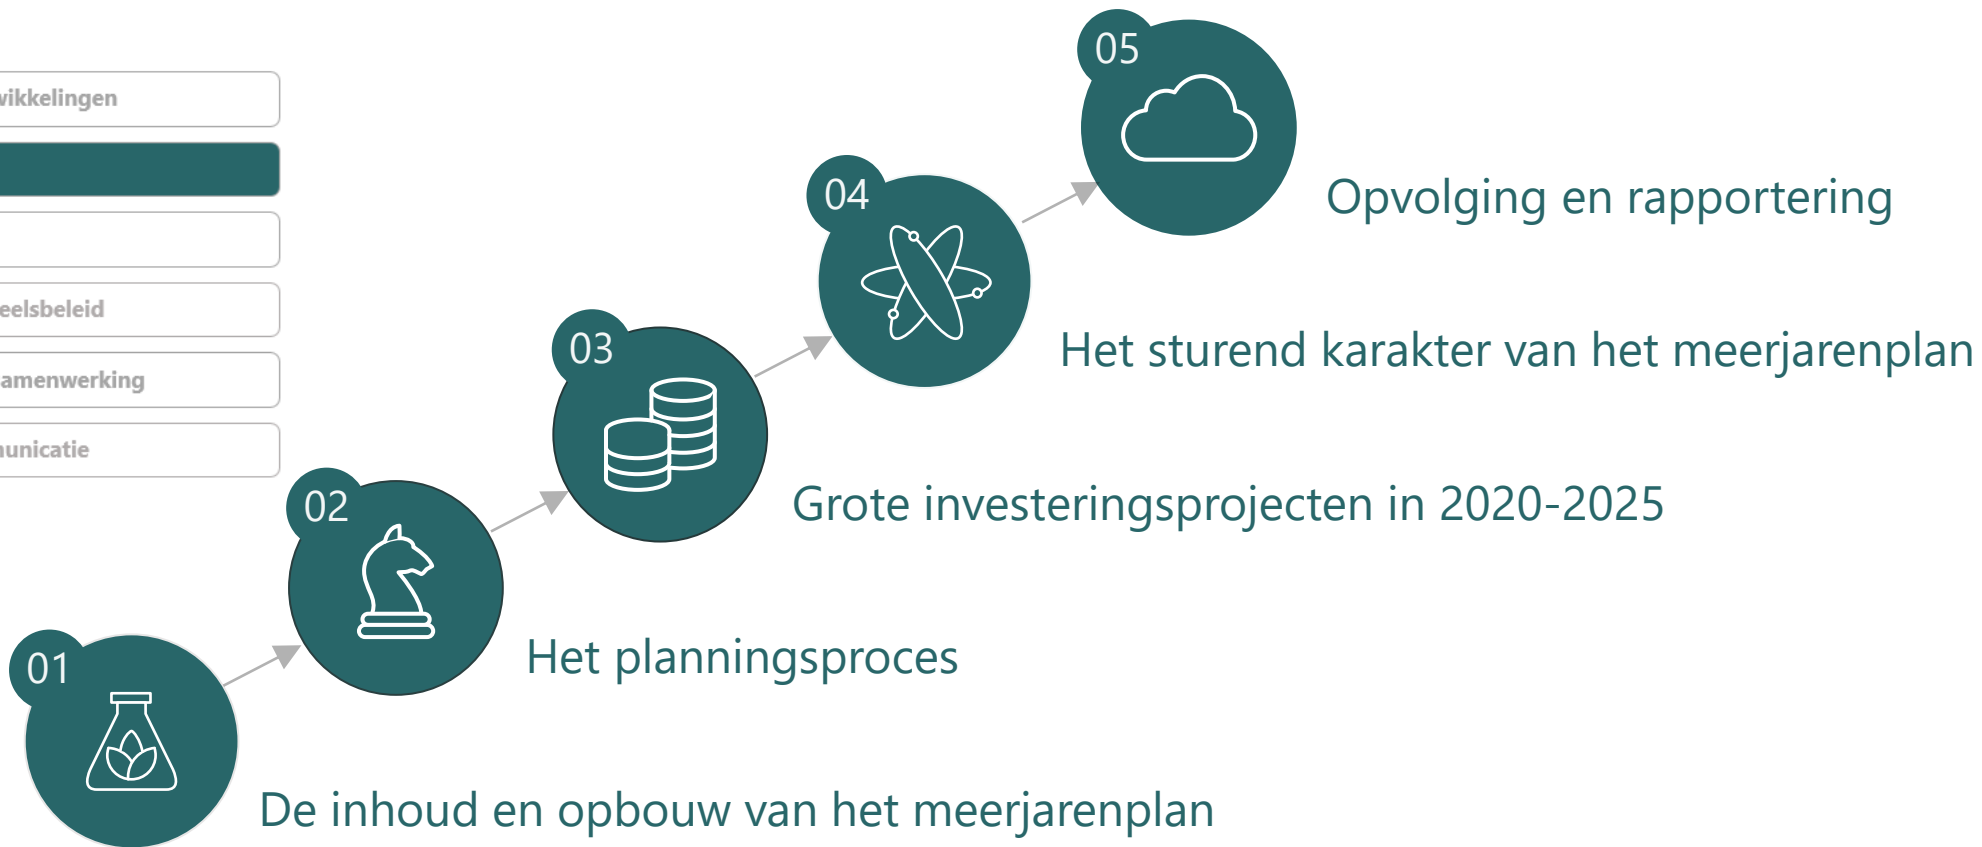 wikkelingen
eelsbeleid
amenwerking
unicatie
05
Opvolging en rapportering
04
Het sturend karakter van het meerjarenplan
03
Grote investeringsprojecten in 2020-2025
02
Het planningsproces
01
De inhoud en opbouw van het meerjarenplan